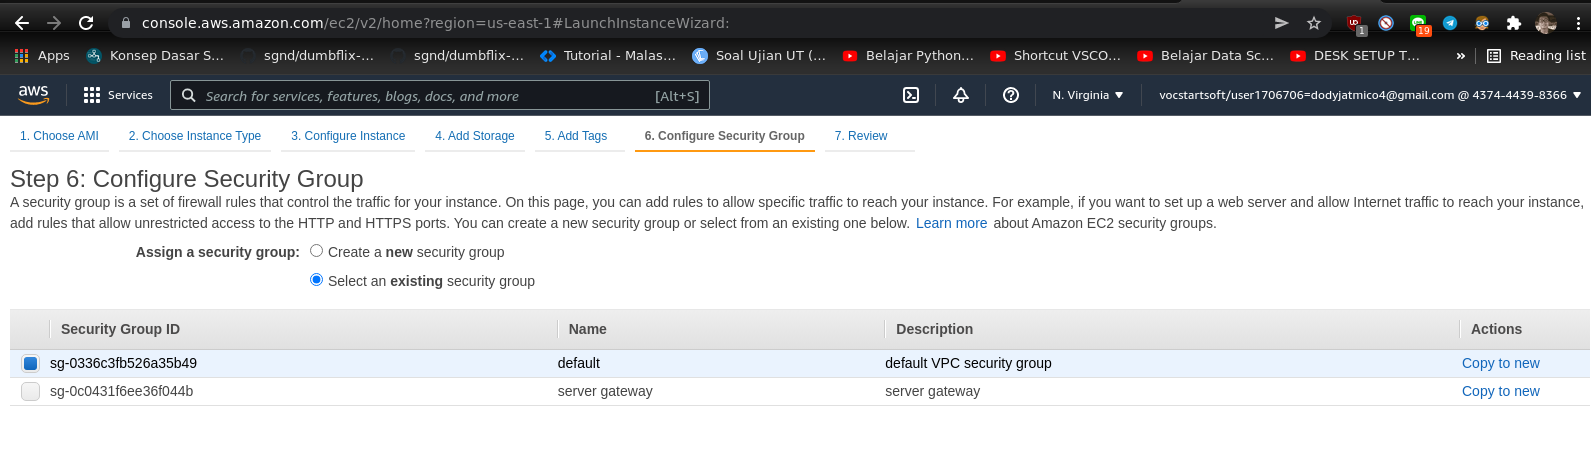 console.aws.amazon.com/ec2/v2/home?region=us-east-1#LaunchInstanceWizard:
1
19
Apps Konsep Dasar S... sgnd/dumbflix-... sgnd/dumbflix-... Tutorial - Malas... Soal Ujian UT (... Belajar Python... Shortcut VSCO... Belajar Data Sc... DESK SETUP T... » Reading list
aws Services Search for services, features, blogs, docs, and more [Alt+S] N. Virginia vocstartsoft/user1706706=dodyjatmico4@gmail.com @ 4374-4439-8366
1. Choose AMI 2. Choose Instance Type 3. Configure Instance 4. Add Storage 5. Add Tags 6. Configure Security Group 7. Review
Step 6: Configure Security Group
A security group is a set of firewall rules that control the traffic for your instance. On this page, you can add rules to allow specific traffic to reach your instance. For example, if you want to set up a web server and allow Internet traffic to reach your instance,
add rules that allow unrestricted access to the HTTP and HTTPS ports. You can create a new security group or select from an existing one below. Learn more about Amazon EC2 security groups.
Assign a security group: Create a new security group
Select an existing security group
Security Group ID Name Description Actions
sg-0336c3fb526a35b49 default default VPC security group Copy to new
sg-0c0431f6ee36f044b server gateway server gateway Copy to new